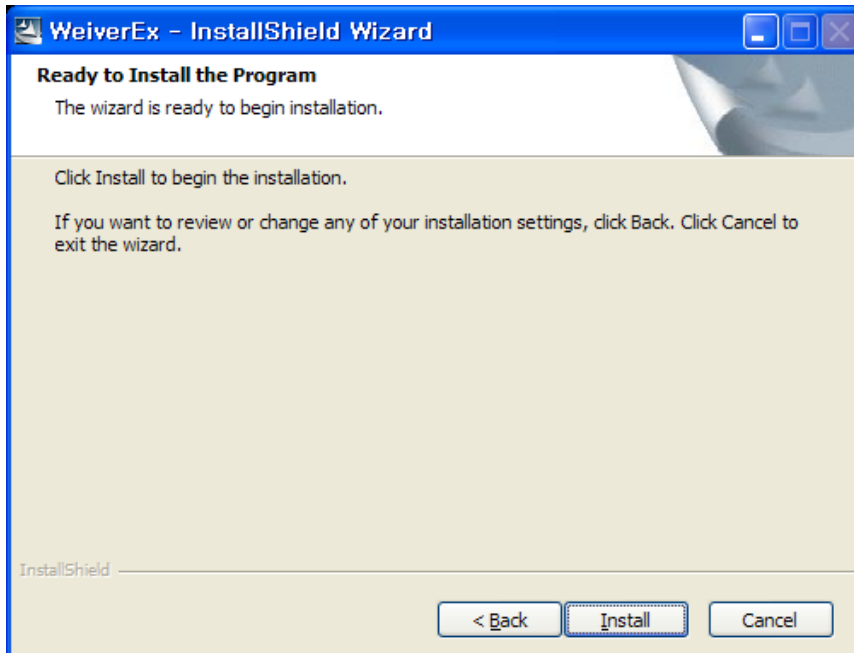 WeiverEx - InstallShield Wizard
Ready to Install the Program
The wizard is ready to begin installation.
Click Install to begin the installation.
If you want to review or change any of your installation settings, click Back. Click Cancel to
exit the wizard.
InstallShield
< Back
Install
Cancel